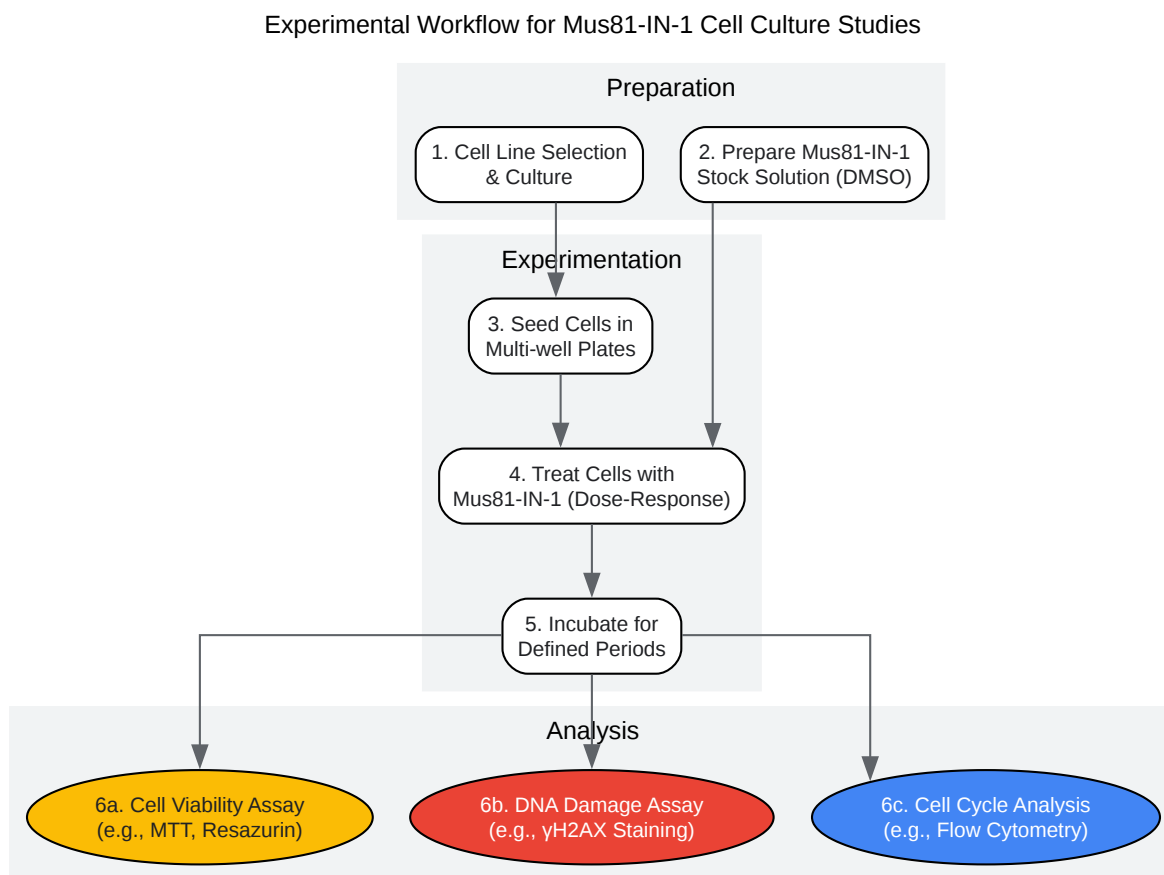 Experimental Workflow for Mus81-IN-1 Cell Culture Studies
Preparation
1. Cell Line Selection
& Culture
2. Prepare Mus81-IN-1
Stock Solution (DMSO)
Experimentation
3. Seed Cells in
Multi-well Plates
4. Treat Cells with
Mus81-IN-1 (Dose-Response)
5. Incubate for
Defined Periods
Analysis
6a. Cell Viability Assay
(e.g., MTT, Resazurin)
6b. DNA Damage Assay
(e.g., γH2AX Staining)
6c. Cell Cycle Analysis
(e.g., Flow Cytometry)